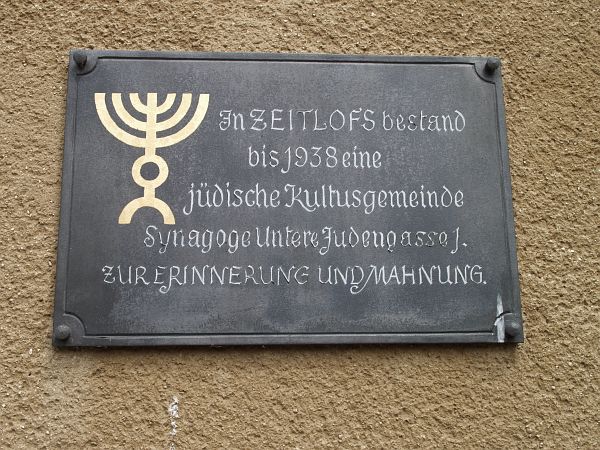 In ZEITLOFS bestand
bis 1938 eine
jüdische Kultusgemeinde
Synagoge Untere Judengasse 1.
ZUR ERINNERUNG UND MAHNUNG.